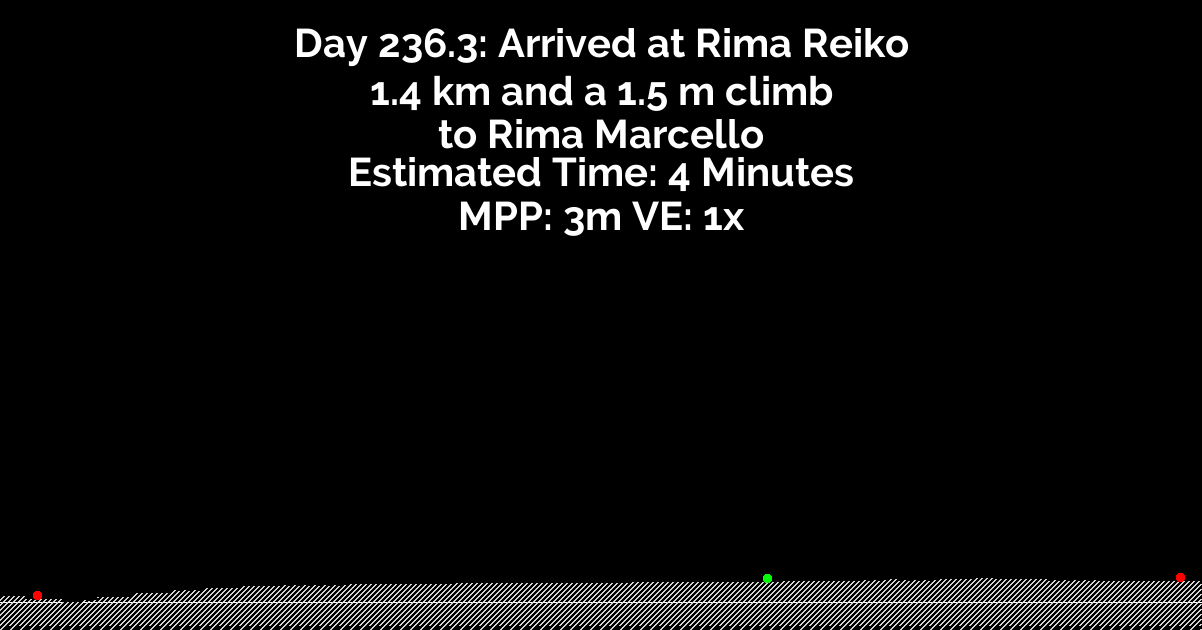 Day 236.3: Arrived at Rima Reiko
1.4 km and a 1.5 m climb
to Rima Marcello
Estimated Time: 4 Minutes
MPP: 3m VE: 1x